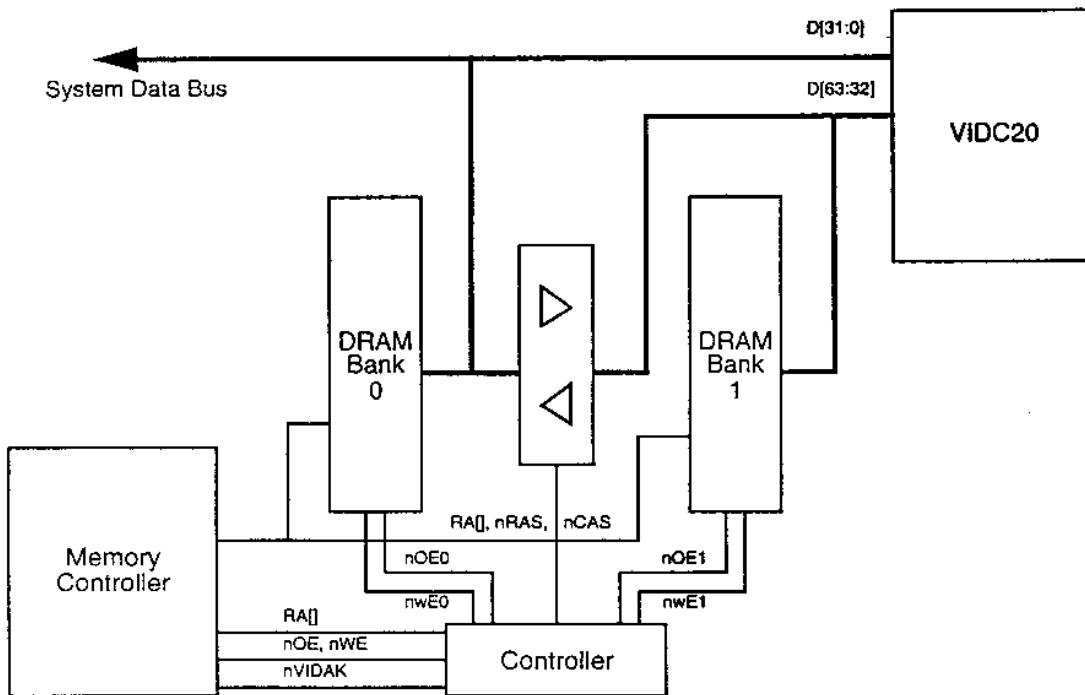 D[31:0]
System Data Bus
D[63:32]
VIDC20
DRAM
Bank
0
DRAM
Bank
1
RA[], nRAS, nCAS
Memory
Controller
nOE0
nOE1
nwE0
nwE1
RA[]
nOE, nWE
nVIDAK
Controller